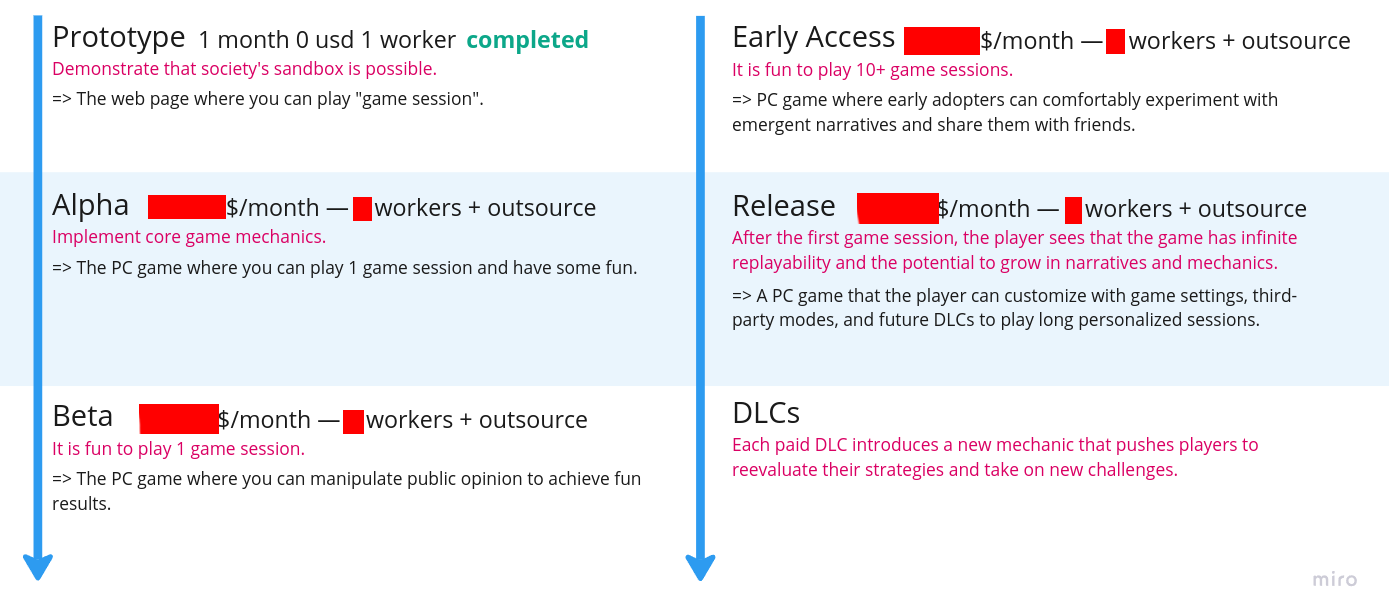 Prototype 1 month 0 usd 1 worker completed
Demonstrate that society's sandbox is possible.
=> The web page where you can play "game session".
Alpha $/month — workers + outsource
Implement core game mechanics.
=> The PC game where you can play 1 game session and have some fun.
Beta $/month — workers + outsource
It is fun to play 1 game session.
=> The PC game where you can manipulate public opinion to achieve fun
results.
Early Access $/month — workers + outsource
It is fun to play 10+ game sessions.
=> PC game where early adopters can comfortably experiment with
emergent narratives and share them with friends.
Release $/month — workers + outsource
After the first game session, the player sees that the game has infinite
replayability and the potential to grow in narratives and mechanics.
=> A PC game that the player can customize with game settings, third-
party modes, and future DLCs to play long personalized sessions.
DLCs
Each paid DLC introduces a new mechanic that pushes players to
reevaluate their strategies and take on new challenges.
miro